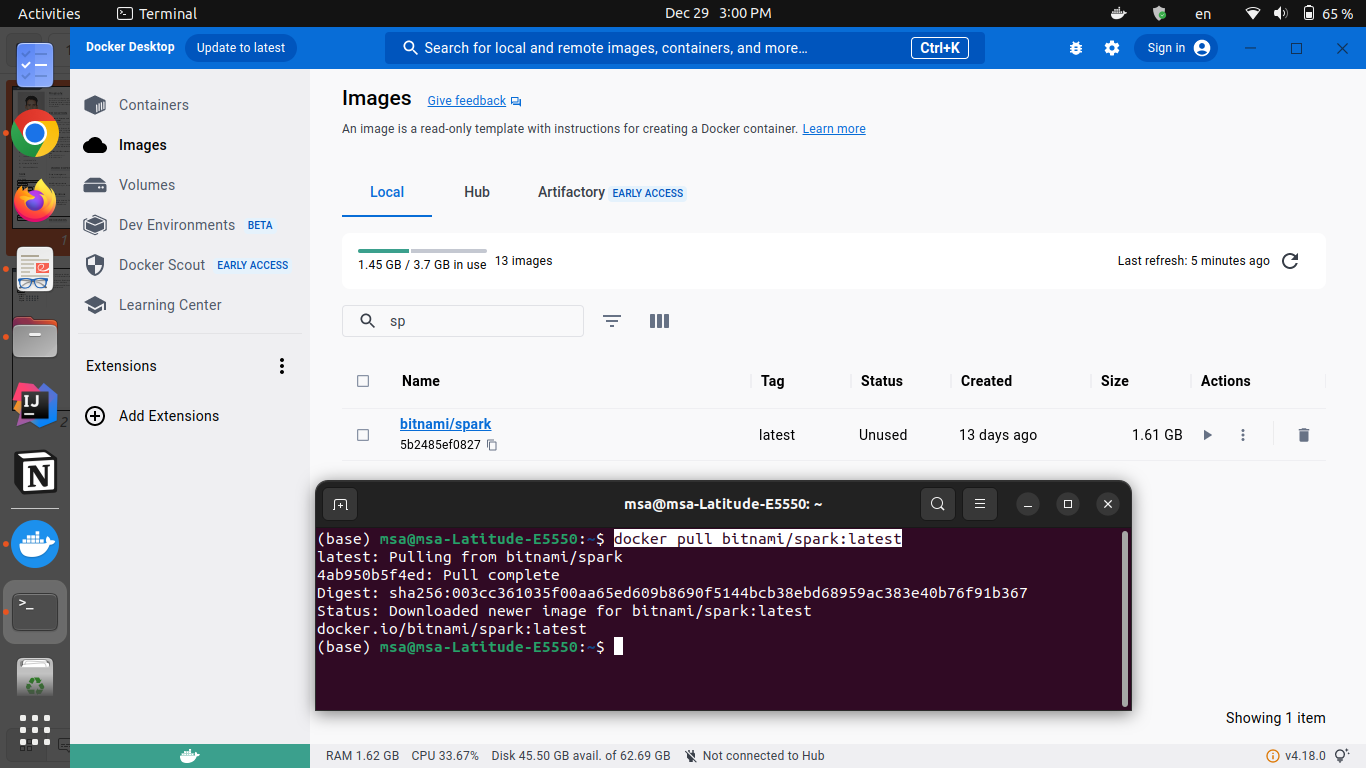 Activities
Terminal
Dec 29 3:00 PM
en
65 %
Docker Desktop
Update to latest
Search for local and remote images, containers, and more...
Ctrl+K
Sign in
Containers
Images
Volumes
Dev Environments BETA
Docker Scout EARLY ACCESS
Learning Center
Extensions
Add Extensions
Images
Give feedback
An image is a read-only template with instructions for creating a Docker container. Learn more
Local
Hub
Artifactory EARLY ACCESS
1.45 GB / 3.7 GB in use
13 images
Last refresh: 5 minutes ago
sp
Name
Tag
Status
Created
Size
Actions
bitnami/spark
5b2485ef0827
latest
Unused
13 days ago
1.61 GB
msa@msa-Latitude-E5550: ~
(base) msa@msa-Latitude-E5550:~$ docker pull bitnami/spark:latest
latest: Pulling from bitnami/spark
4ab950b5f4ed: Pull complete
Digest: sha256:003cc361035f00aa65ed609b8690f5144bcb38ebd68959ac383e40b76f91b367
Status: Downloaded newer image for bitnami/spark:latest
docker.io/bitnami/spark:latest
(base) msa@msa-Latitude-E5550:~$
Showing 1 item
RAM 1.62 GB CPU 33.67% Disk 45.50 GB avail. of 62.69 GB
Not connected to Hub
v4.18.0
IJ
N